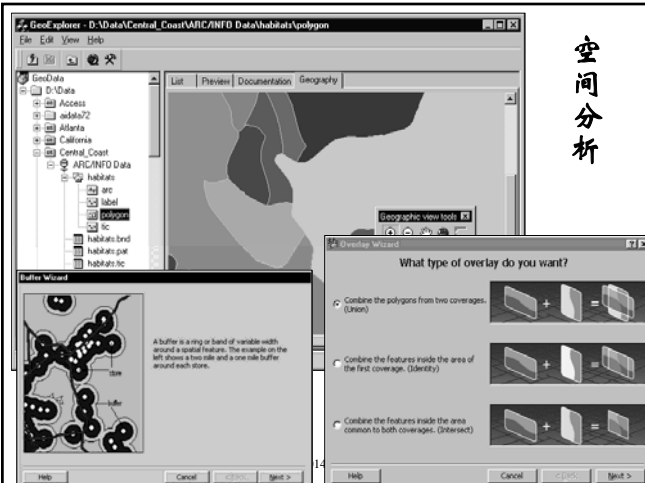 GeoExplorer - D:\Data\Central_Coast\ARC/INFO Data\habitats\polygon
File Edit View Help
GeoData
D:\Data
Access
aidata72
Atlanta
California
Central_Coast
ARC/INFO Data
habitats
arc
label
polygon
tic
habitats.bnd
habitats.pat
habitats.tic
List Preview Documentation Geography
Geographic view tools
空间分析
Buffer Wizard
A buffer is a ring or band of variable width
around a spatial feature. The example on the
left shows a two mile and a one mile buffer
around each store.
store
buffer
Help Cancel < Back Next >
14
Overlay Wizard
What type of overlay do you want?
Combine the polygons from two coverages.
(Union)
Combine the features inside the area of
the first coverage. (Identity)
Combine the features inside the area
common to both coverages. (Intersect)
Help Cancel < Back Next >